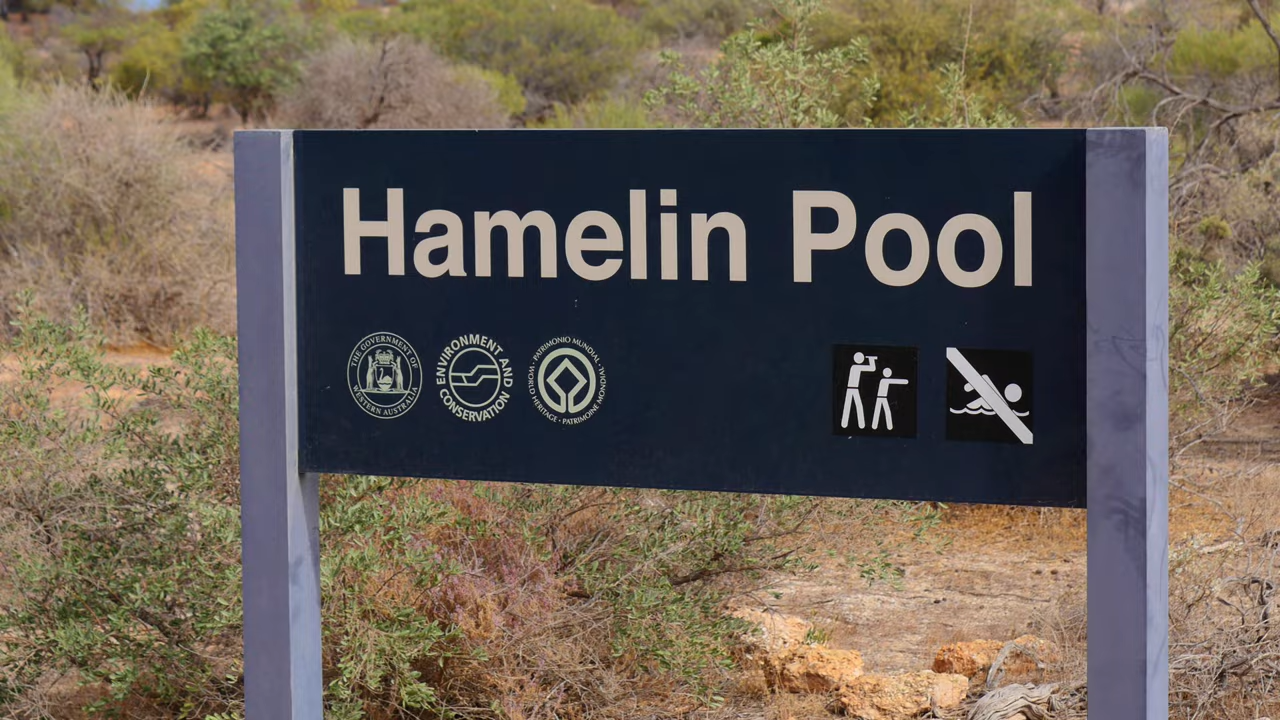 Hamelin Pool
THE GOVERNMENT OF
WESTERN AUSTRALIA
ENVIRONMENT AND
CONSERVATION
WORLD HERITAGE · PATRIMONIO MUNDIAL · PATRIMOINE MONDIAL ·